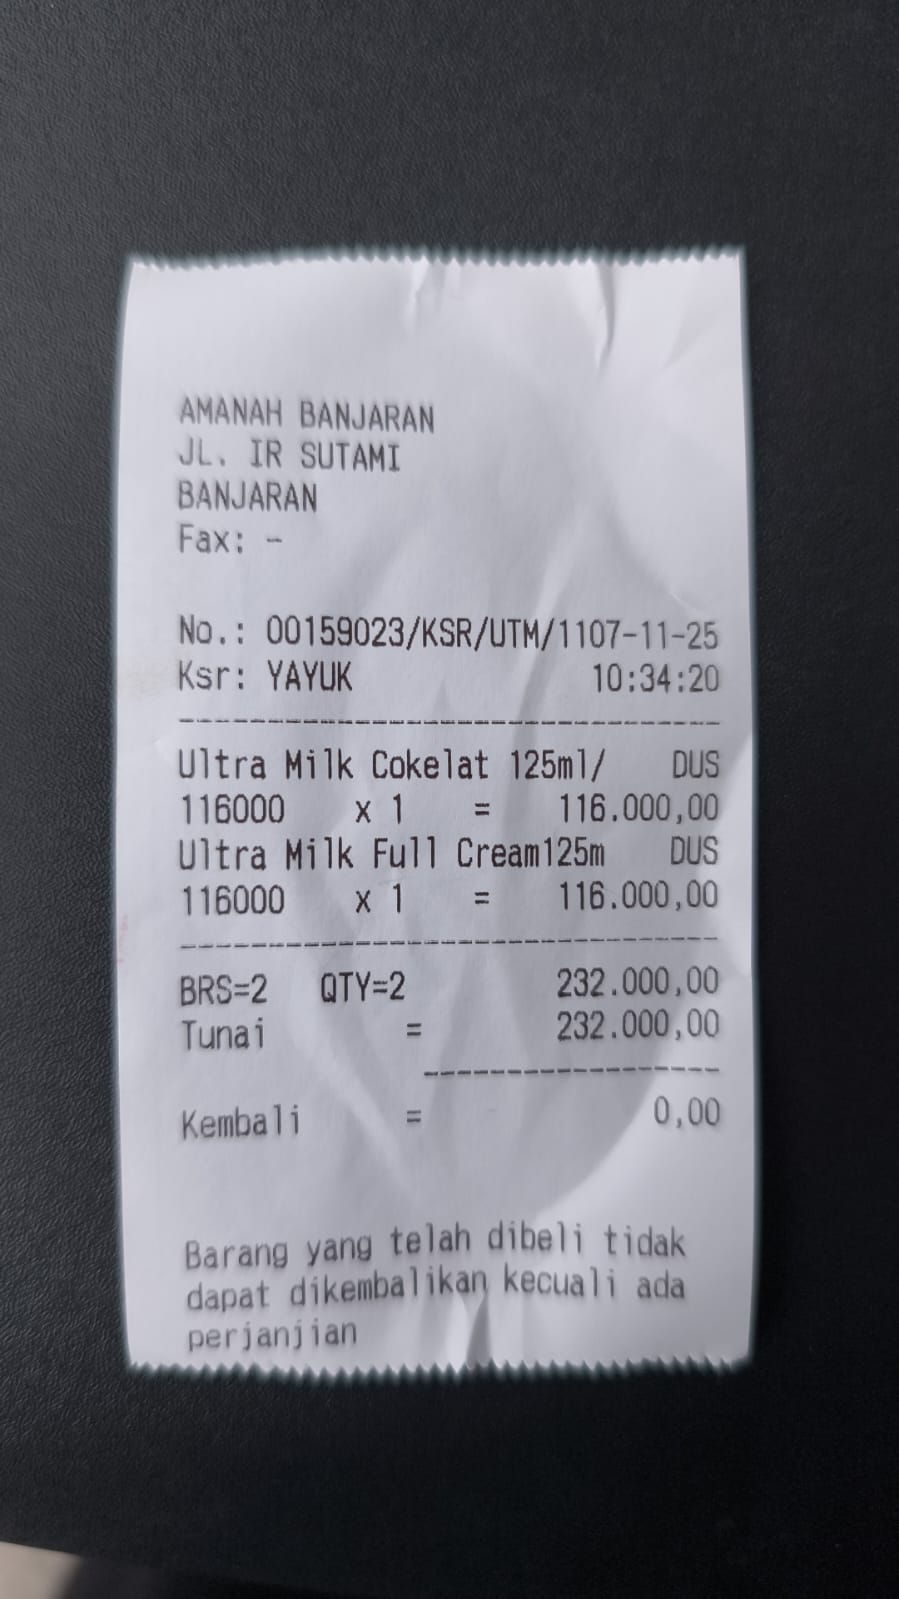 AMANAH BANJARAN
JL. IR SUTAMI
BANJARAN
Fax: -
No.: 00159023/KSR/UTM/1107-11-25
Ksr: YAYUK 10:34:20
Ultra Milk Cokelat 125ml/ DUS
116000 x 1 = 116.000,00
Ultra Milk Full Cream125m DUS
116000 x 1 = 116.000,00
BRS=2 QTY=2 232.000,00
Tunai = 232.000,00
Kembali = 0,00
Barang yang telah dibeli tidak
dapat dikembalikan kecuali ada
perjanjian